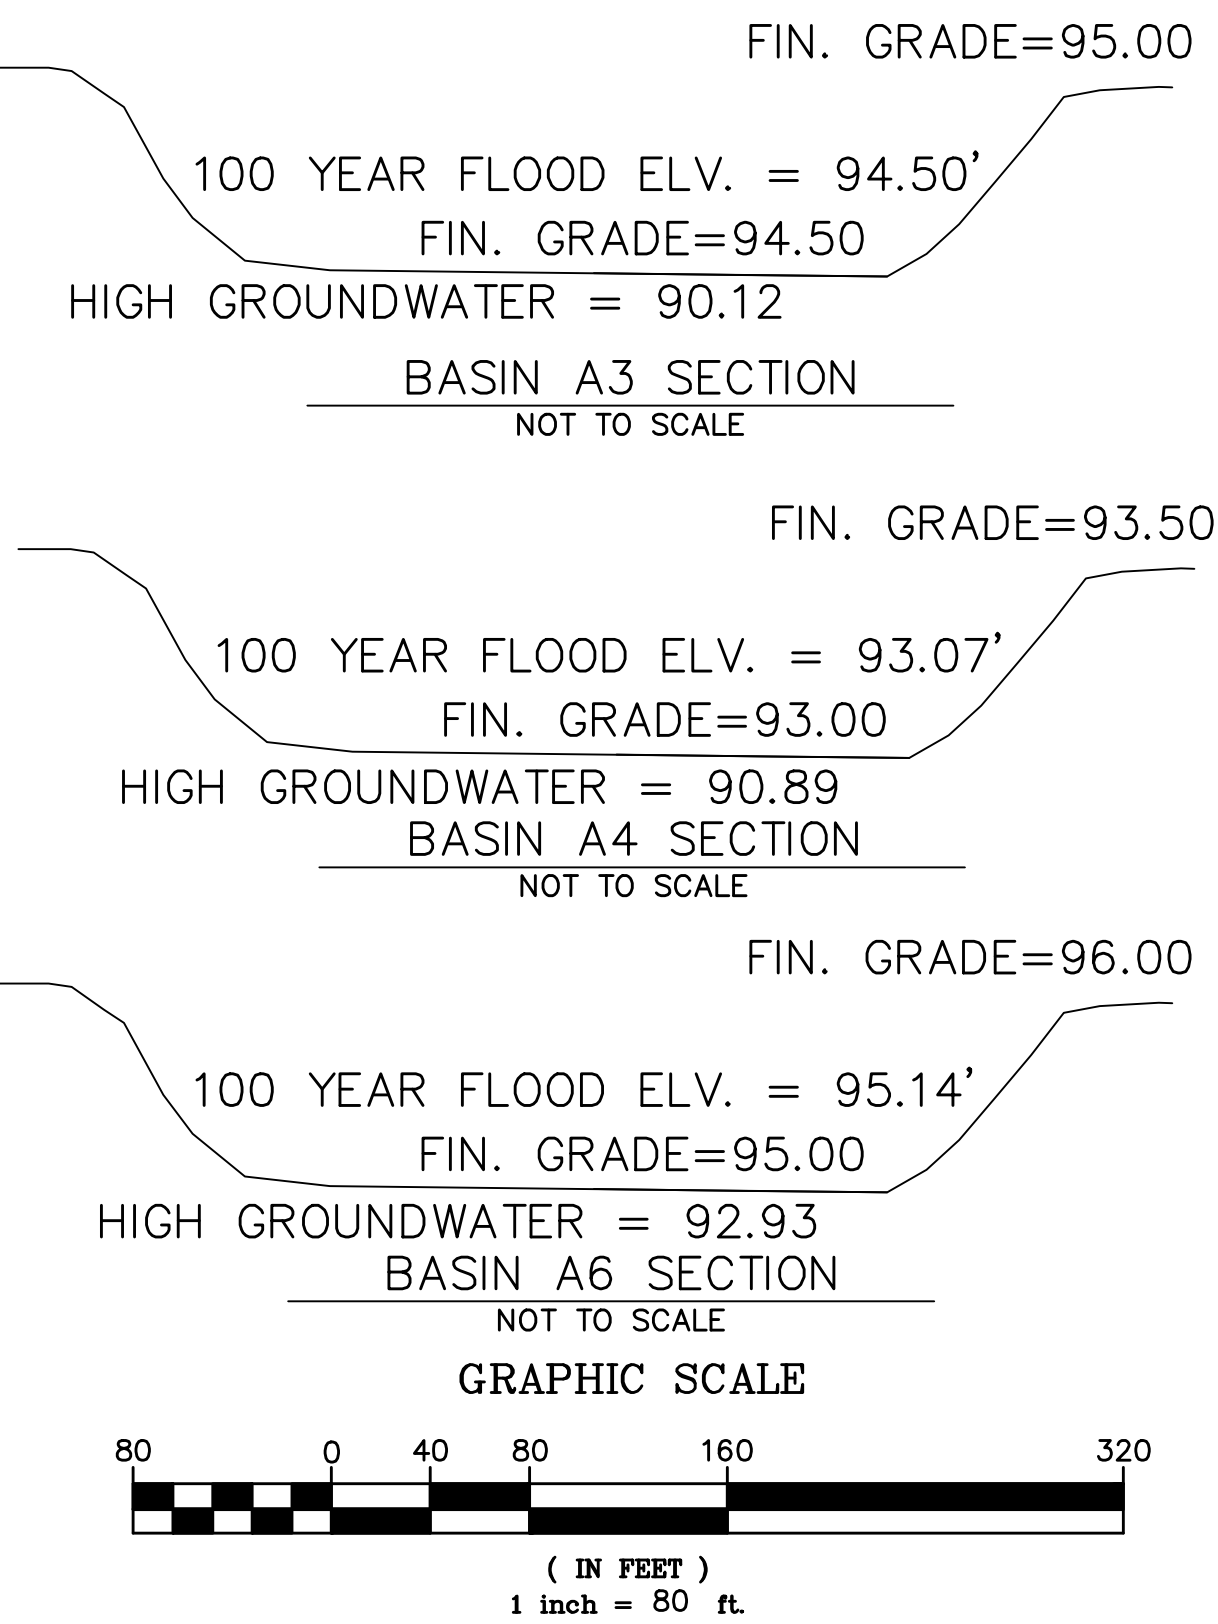 FIN. GRADE=95.00
100 YEAR FLOOD ELV. = 94.50'
FIN. GRADE=94.50
HIGH GROUNDWATER = 90.12
BASIN A3 SECTION
NOT TO SCALE
FIN. GRADE=93.50
100 YEAR FLOOD ELV. = 93.07'
FIN. GRADE=93.00
HIGH GROUNDWATER = 90.89
BASIN A4 SECTION
NOT TO SCALE
FIN. GRADE=96.00
100 YEAR FLOOD ELV. = 95.14'
FIN. GRADE=95.00
HIGH GROUNDWATER = 92.93
BASIN A6 SECTION
NOT TO SCALE
GRAPHIC SCALE
80 0 40 80 160 320
( IN FEET )
1 inch = 80 ft.